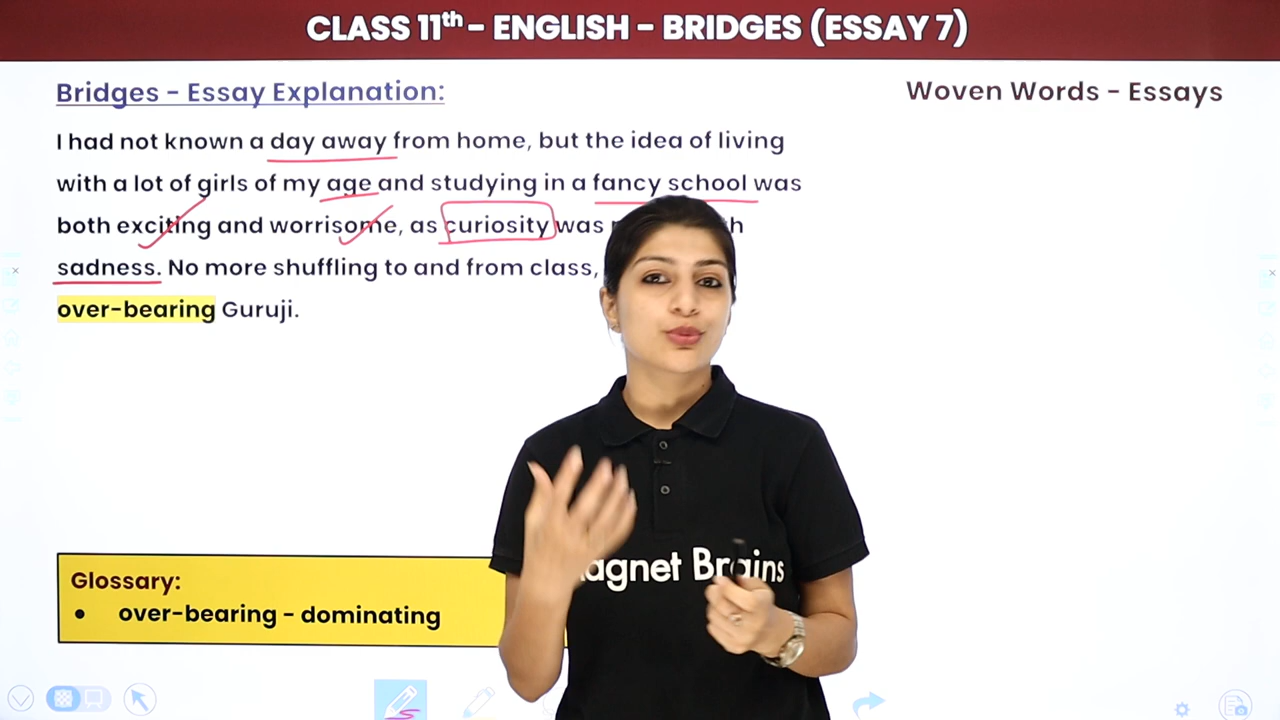 CLASS 11th – ENGLISH – BRIDGES (ESSAY 7)
Bridges – Essay Explanation:
Woven Words – Essays
I had not known a day away from home, but the idea of living
with a lot of girls of my age and studying in a fancy school was
both exciting and worrisome, as curiosity was
sadness. No more shuffling to and from class,
over-bearing Guruji.
Glossary:
• over-bearing – dominating
agnet Brains